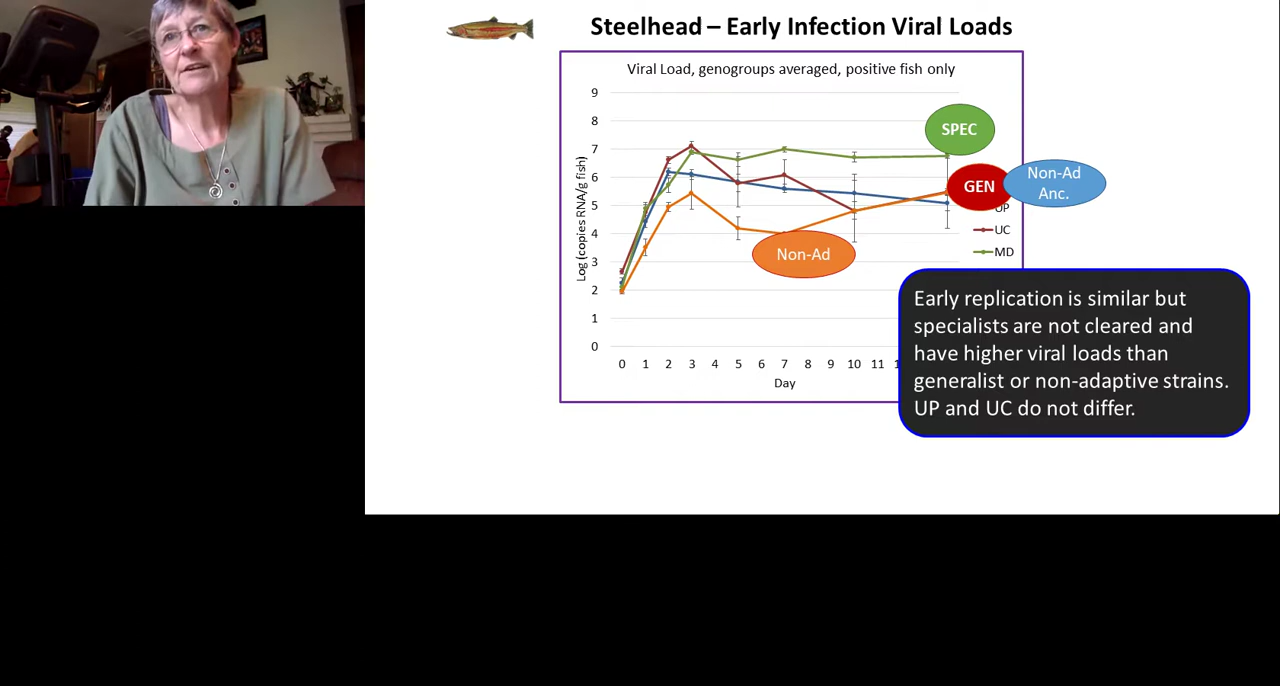 Steelhead – Early Infection Viral Loads
Viral Load, genogroups averaged, positive fish only
9
8
7
6
5
4
3
2
1
0
Log (copies RNA/g fish)
0 1 2 3 4 5 6 7 8 9 10 11
Day
SPEC
GEN
Non-Ad
Anc.
Non-Ad
UP
UC
MD
Early replication is similar but
specialists are not cleared and
have higher viral loads than
generalist or non-adaptive strains.
UP and UC do not differ.